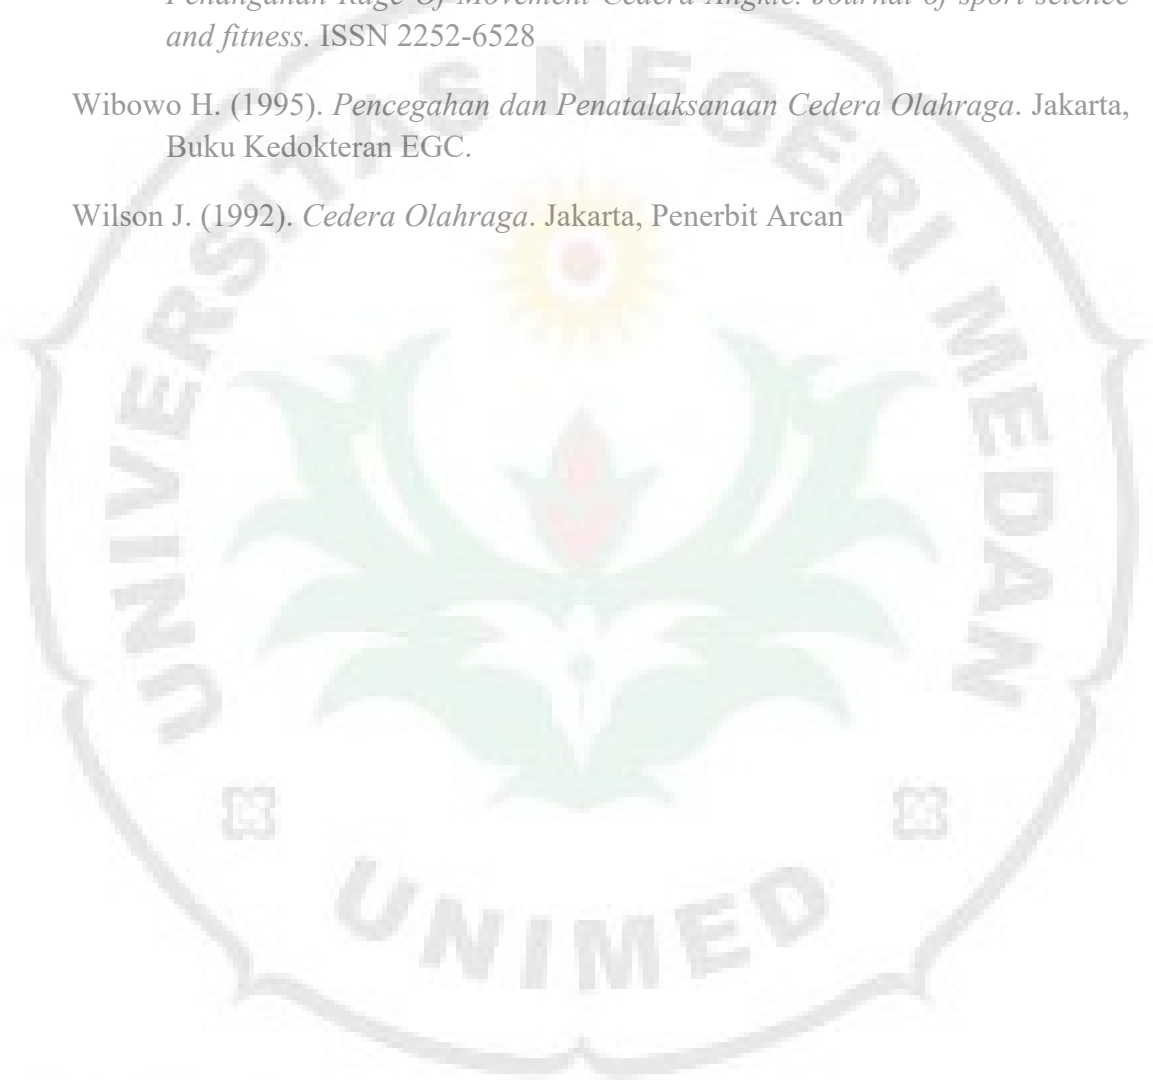 Penanganan Rage Of Movement Cedera Angkle. Journal of sport science
and fitness. ISSN 2252-6528
Wibowo H. (1995). Pencegahan dan Penatalaksanaan Cedera Olahraga. Jakarta,
Buku Kedokteran EGC.
Wilson J. (1992). Cedera Olahraga. Jakarta, Penerbit Arcan
UNIVERSITAS NEGERI MEDAN
UNIMED